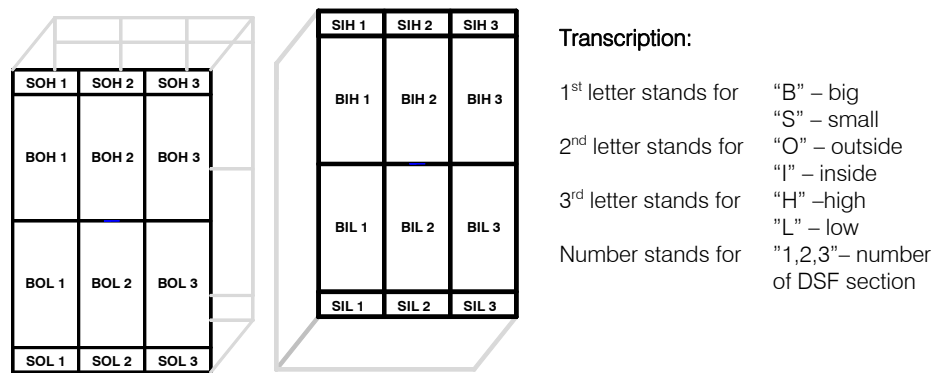 SOH 1 SOH 2 SOH 3
BOH 1 BOH 2 BOH 3
BOL 1 BOL 2 BOL 3
SOL 1 SOL 2 SOL 3
SIH 1 SIH 2 SIH 3
BIH 1 BIH 2 BIH 3
BIL 1 BIL 2 BIL 3
SIL 1 SIL 2 SIL 3
Transcription:
1st letter stands for “B” – big
“S” – small
2nd letter stands for “O” – outside
“I” – inside
3rd letter stands for “H” –high
”L” – low
Number stands for ”1,2,3”– number
of DSF section